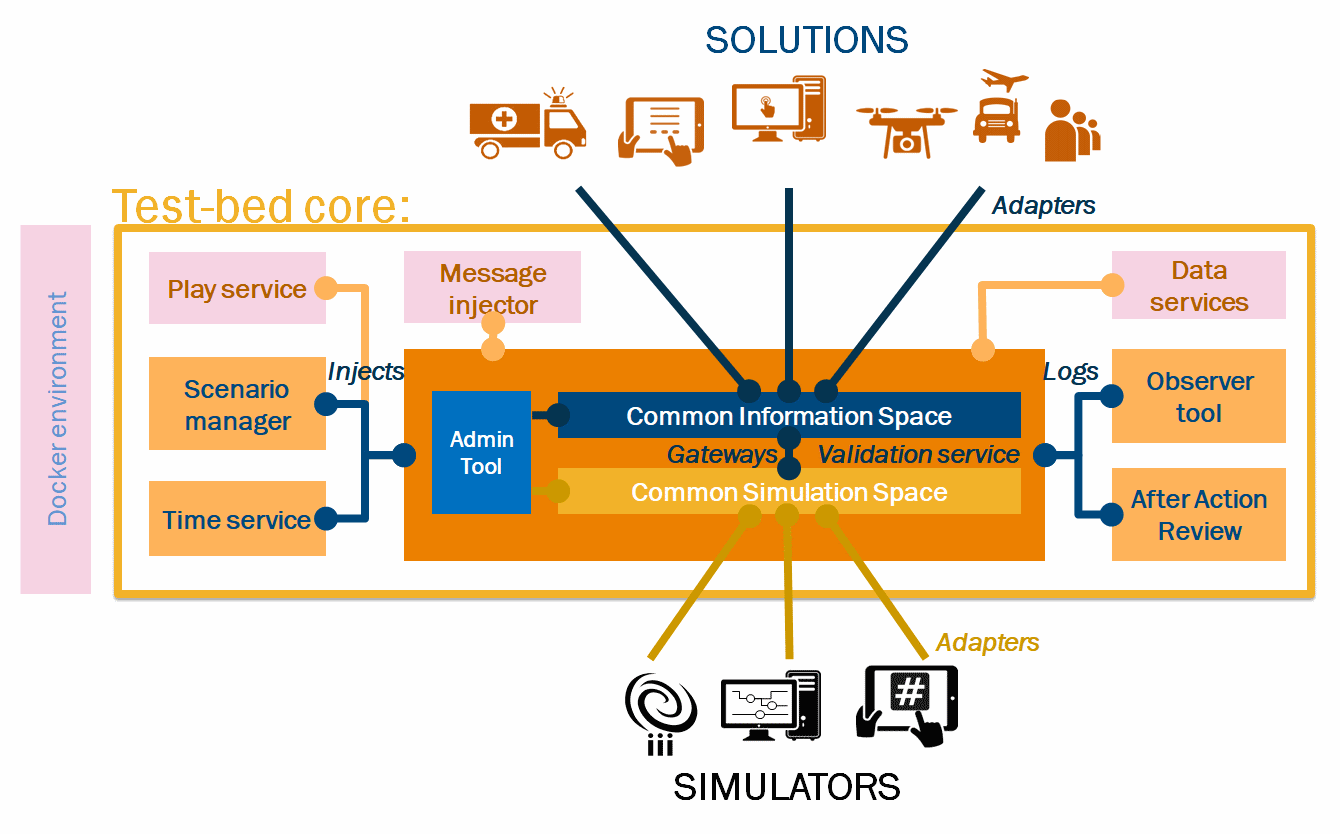 SOLUTIONS
Adapters
Test-bed core:
Docker environment
Play service
Message
injector
Data
services
Scenario
manager
Injects
Logs
Observer
tool
Admin
Tool
Common Information Space
Gateways
Validation service
Common Simulation Space
Time service
After Action
Review
Adapters
#
iii
SIMULATORS